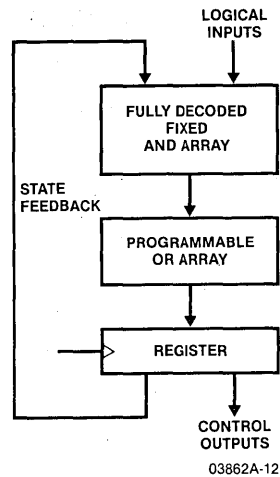 LOGICAL
INPUTS
FULLY DECODED
FIXED
AND ARRAY
STATE
FEEDBACK
PROGRAMMABLE
OR ARRAY
REGISTER
CONTROL
OUTPUTS
03862A-12